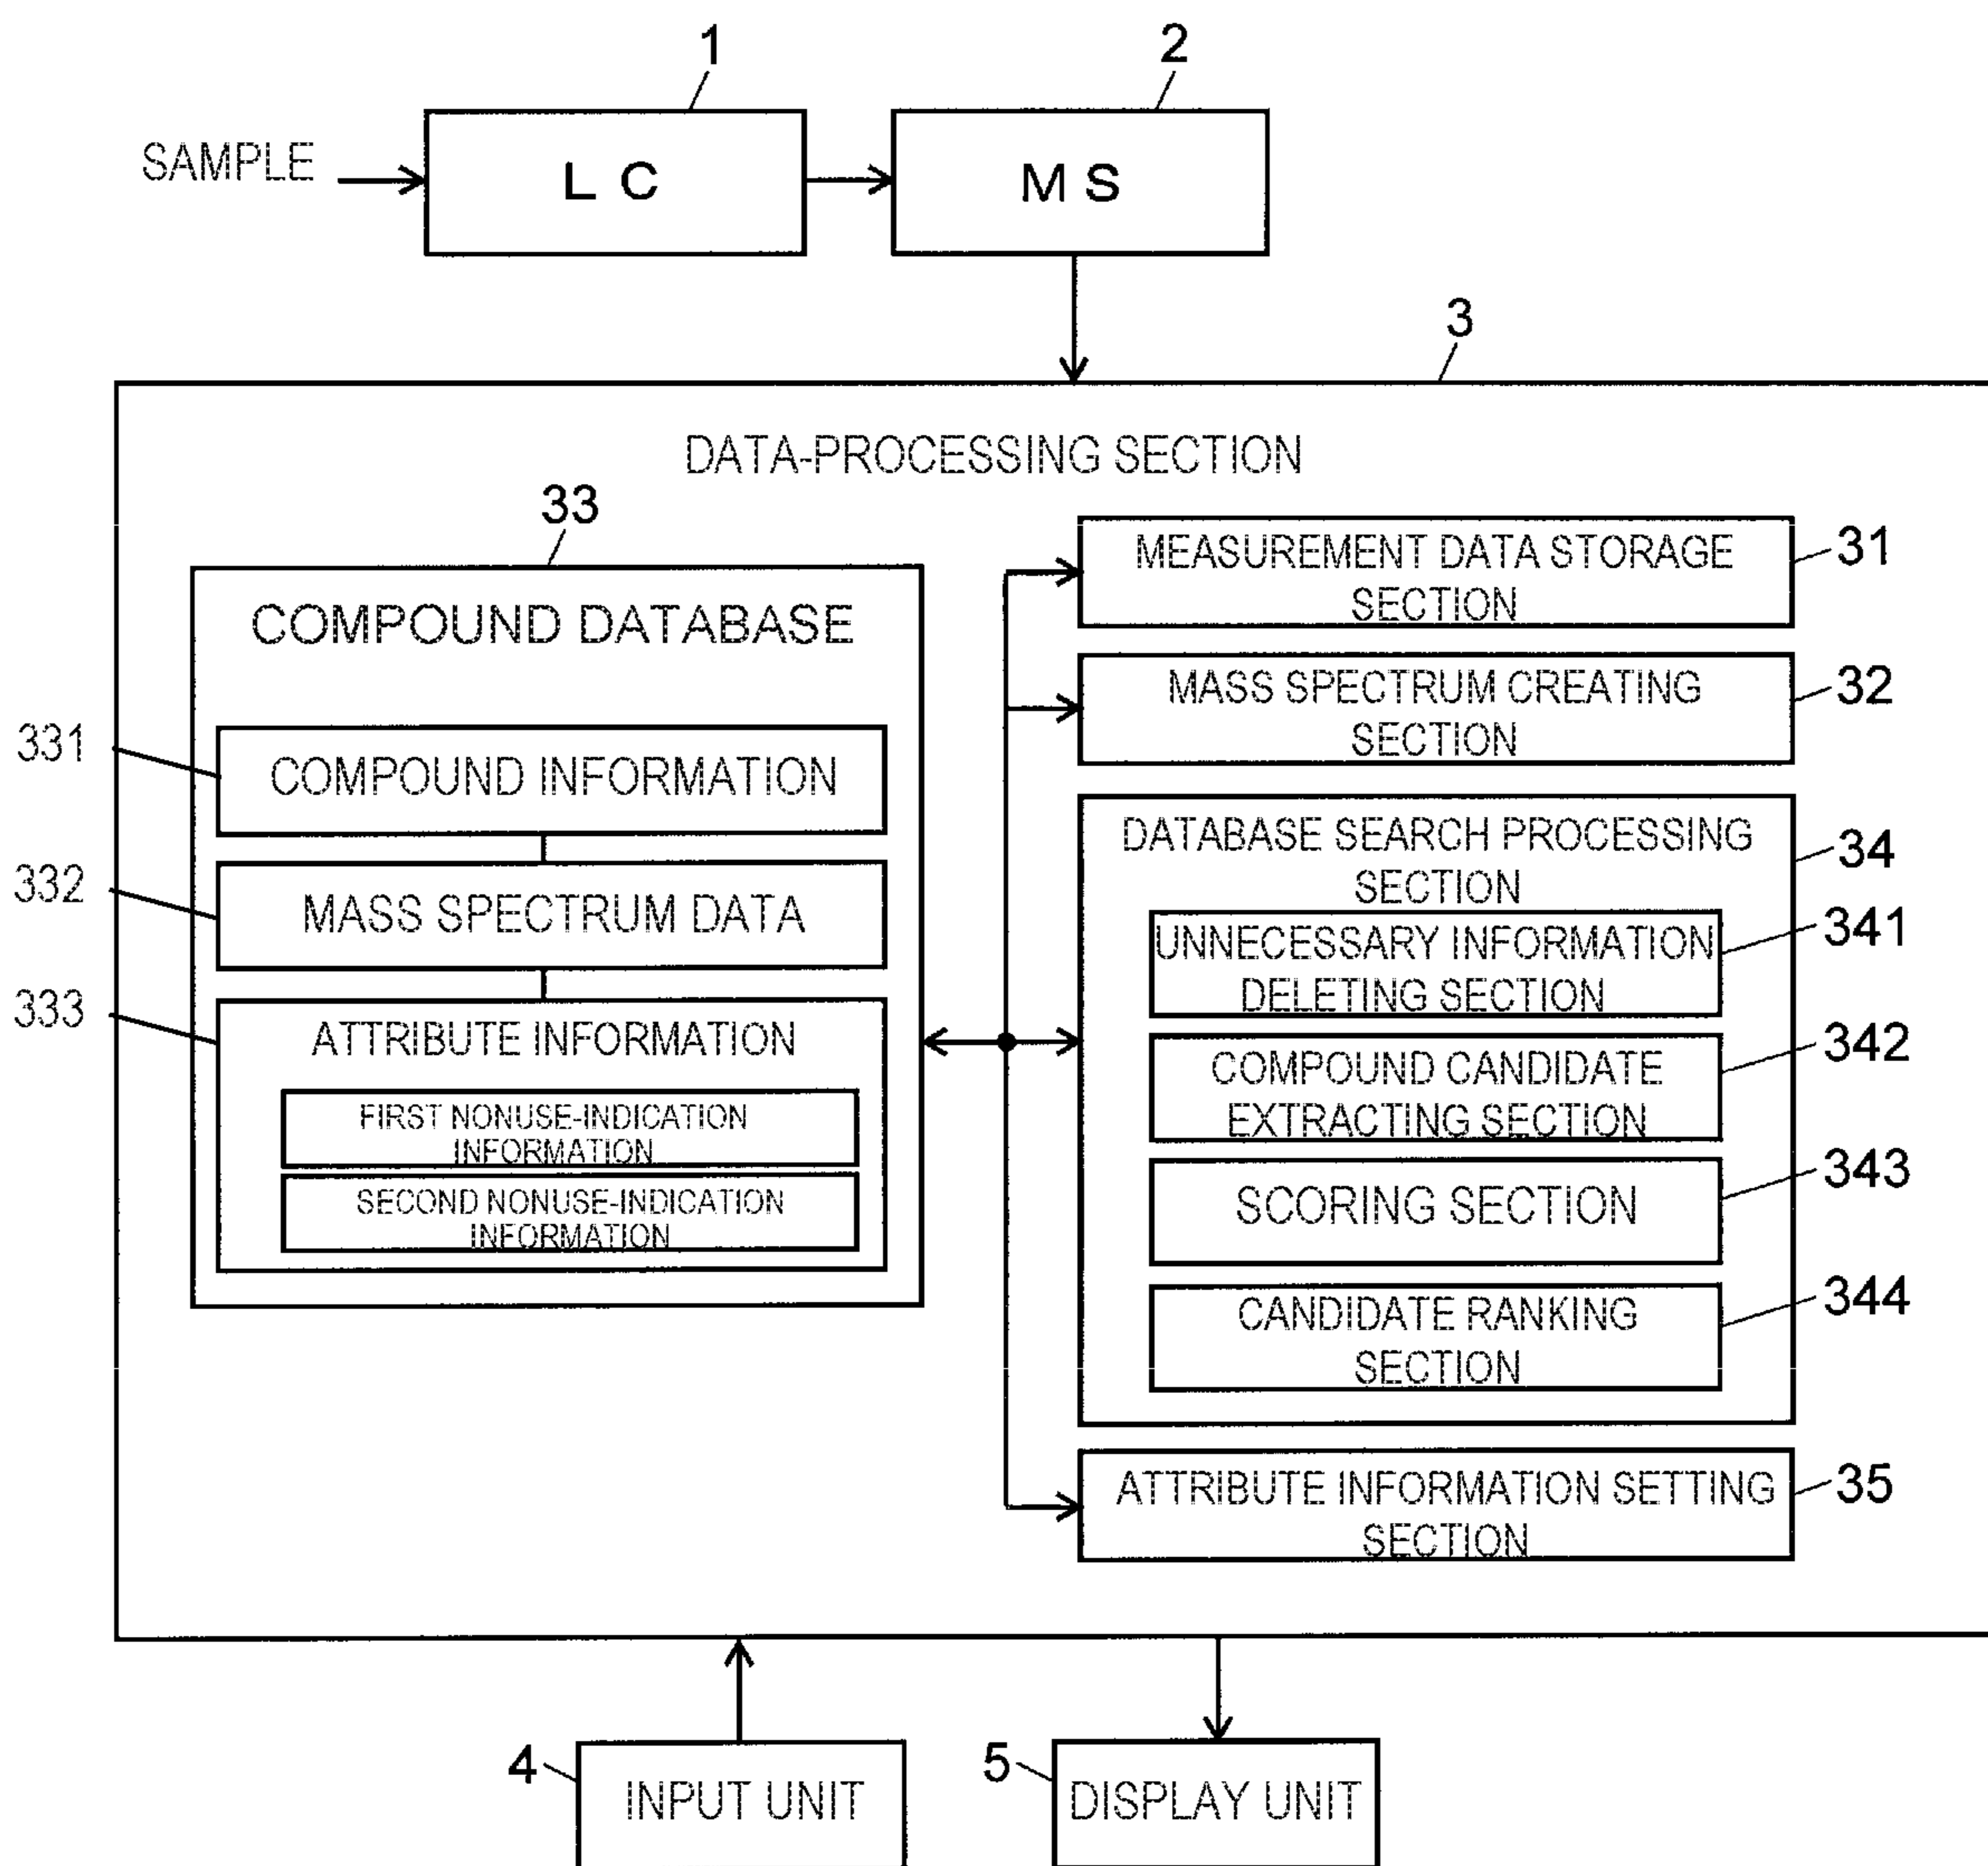 1
2
SAMPLE
L C
M S
3
DATA-PROCESSING SECTION
33
COMPOUND DATABASE
331
COMPOUND INFORMATION
332
MASS SPECTRUM DATA
333
ATTRIBUTE INFORMATION
FIRST NONUSE-INDICATION
INFORMATION
SECOND NONUSE-INDICATION
INFORMATION
MEASUREMENT DATA STORAGE
SECTION
31
MASS SPECTRUM CREATING
SECTION
32
DATABASE SEARCH PROCESSING
SECTION
34
UNNECESSARY INFORMATION
DELETING SECTION
341
COMPOUND CANDIDATE
EXTRACTING SECTION
342
SCORING SECTION
343
CANDIDATE RANKING
SECTION
344
ATTRIBUTE INFORMATION SETTING
SECTION
35
4
INPUT UNIT
5
DISPLAY UNIT